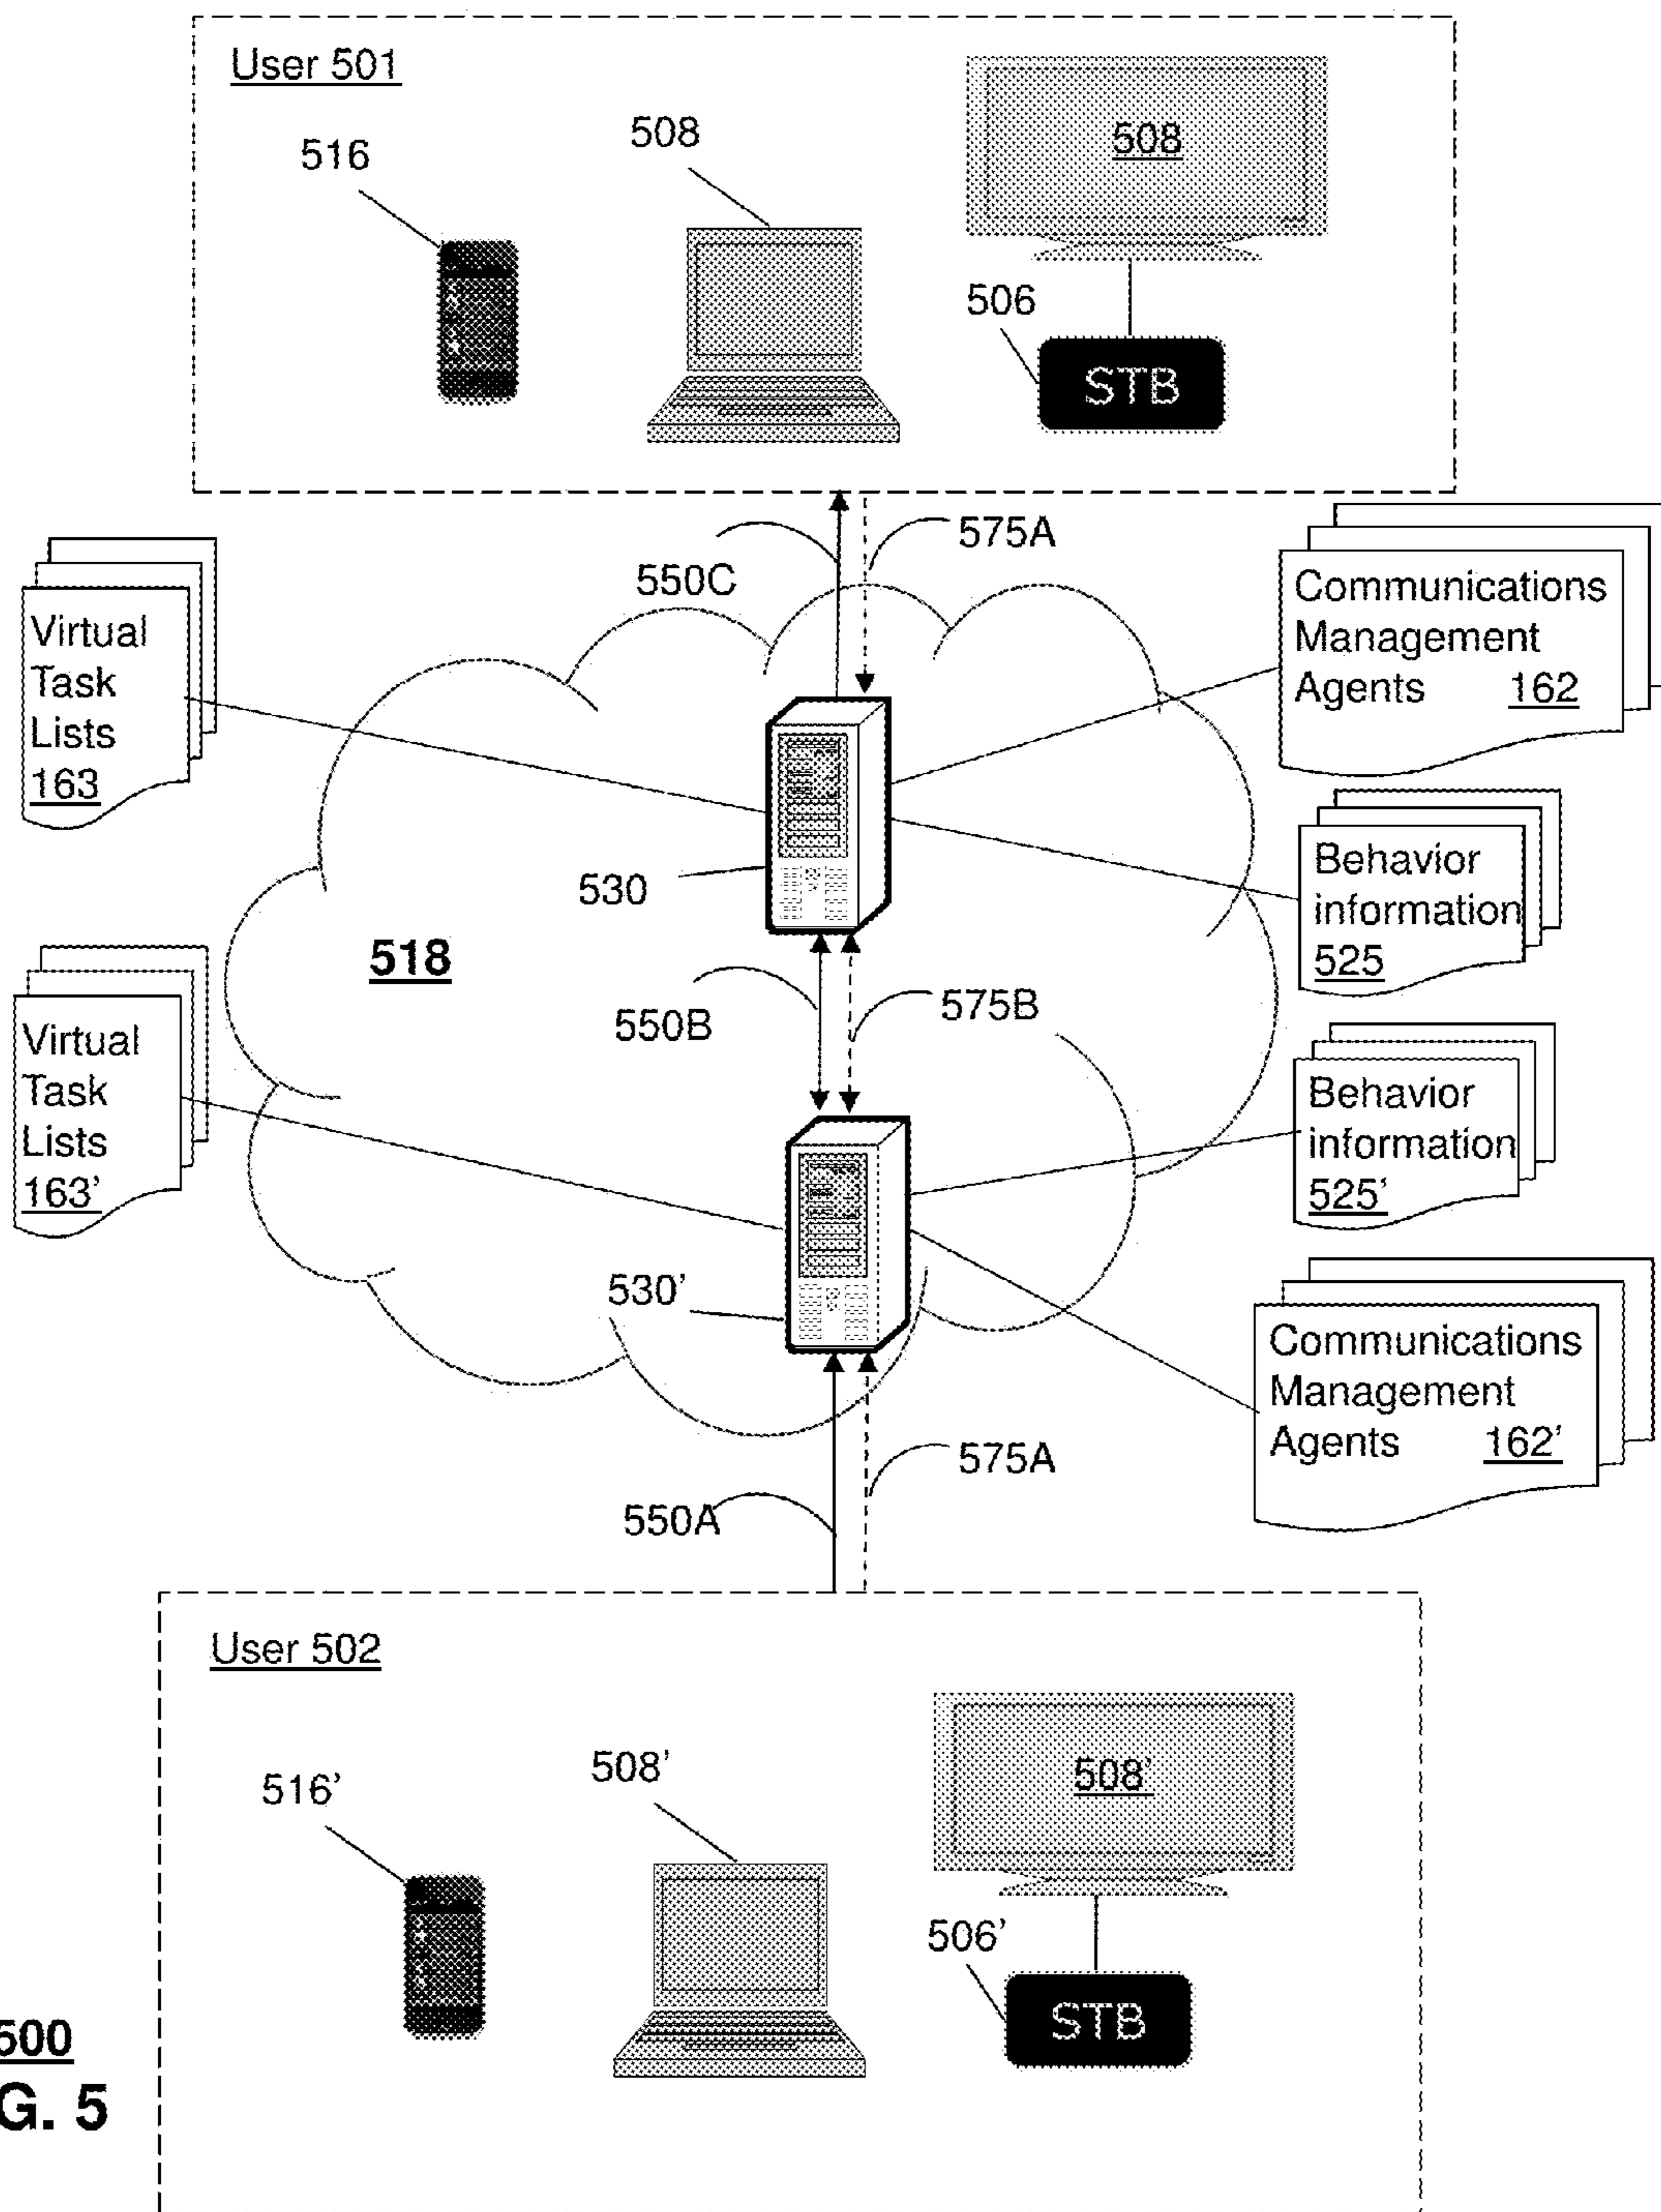 User 501
516
508
508
506
STB
550C
575A
Virtual
Task
Lists
163
Communications
Management
Agents 162
530
Behavior
information
525
518
550B
575B
Virtual
Task
Lists
163'
Behavior
information
525'
530'
Communications
Management
Agents 162'
550A
575A
User 502
516'
508'
508'
506'
STB
500
G. 5